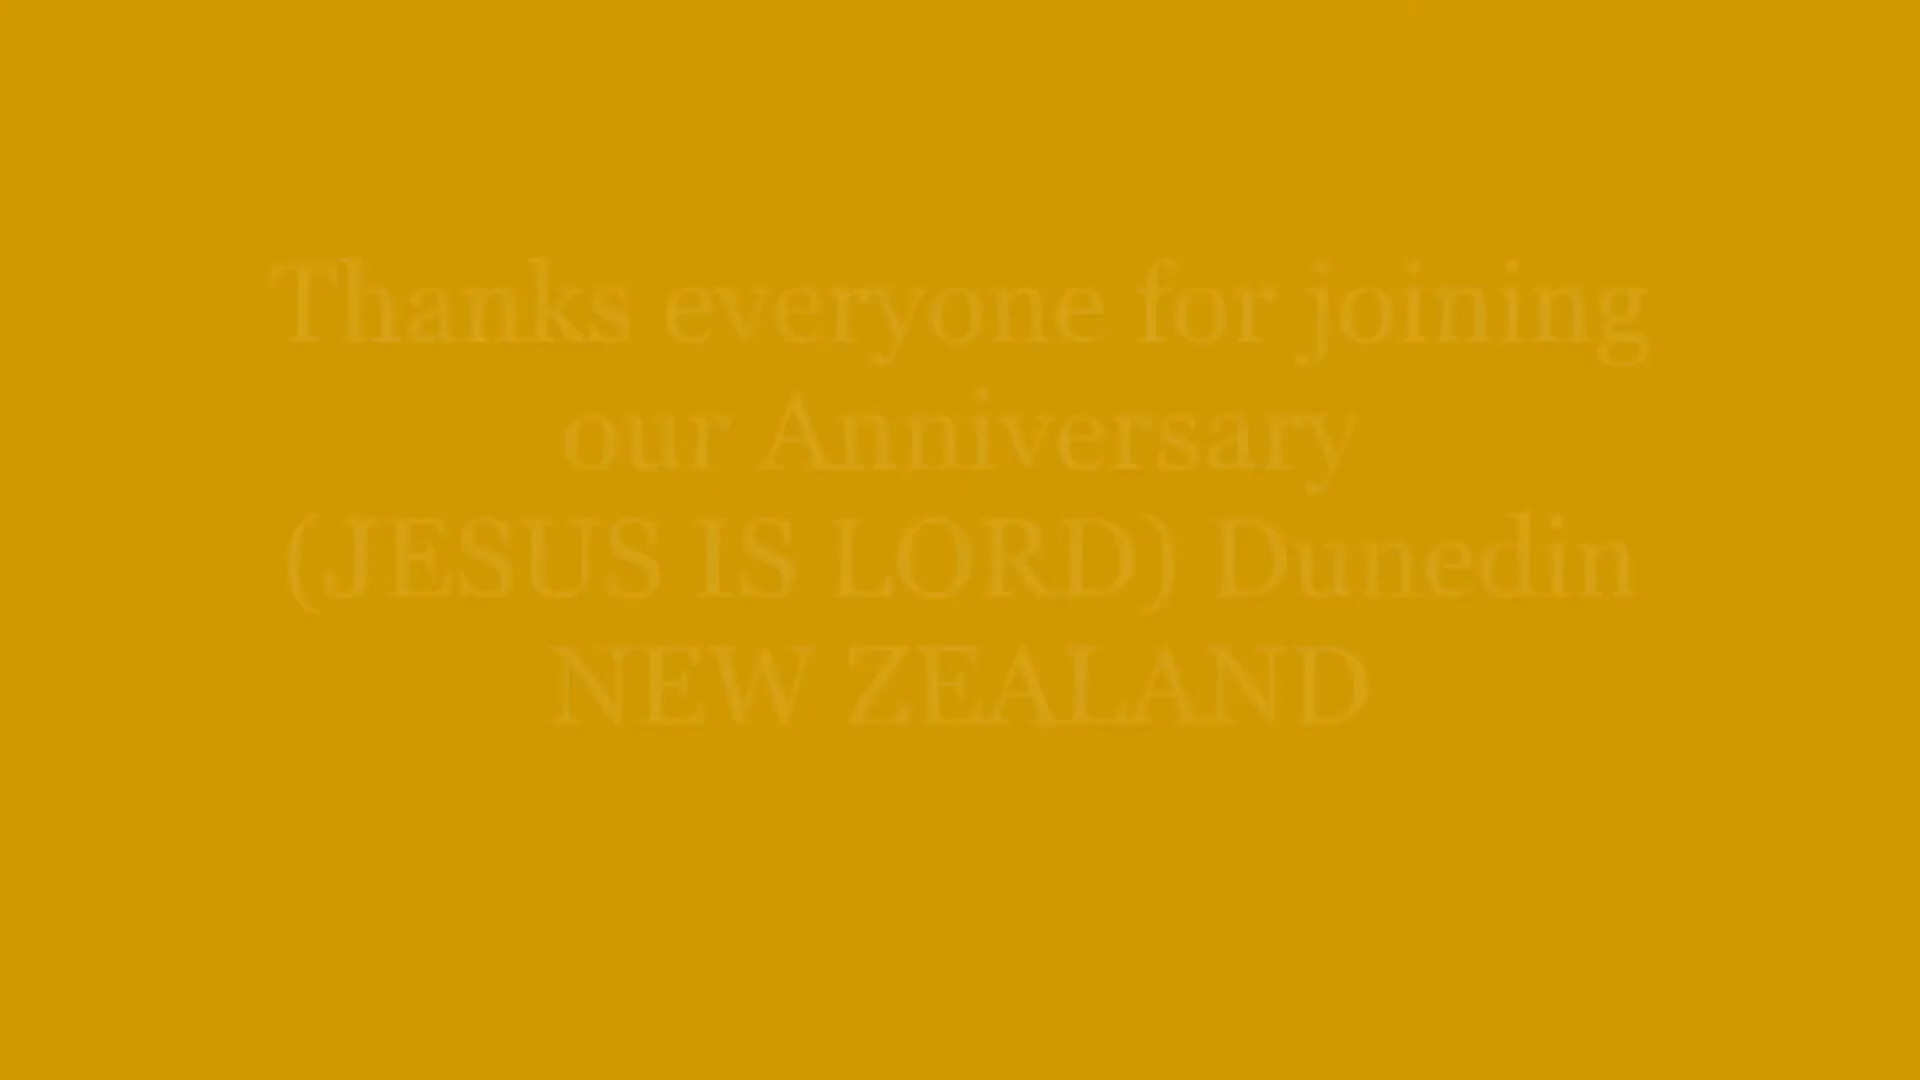 Thanks everyone for joining
our Anniversary
(JESUS IS LORD) Dunedin
NEW ZEALAND